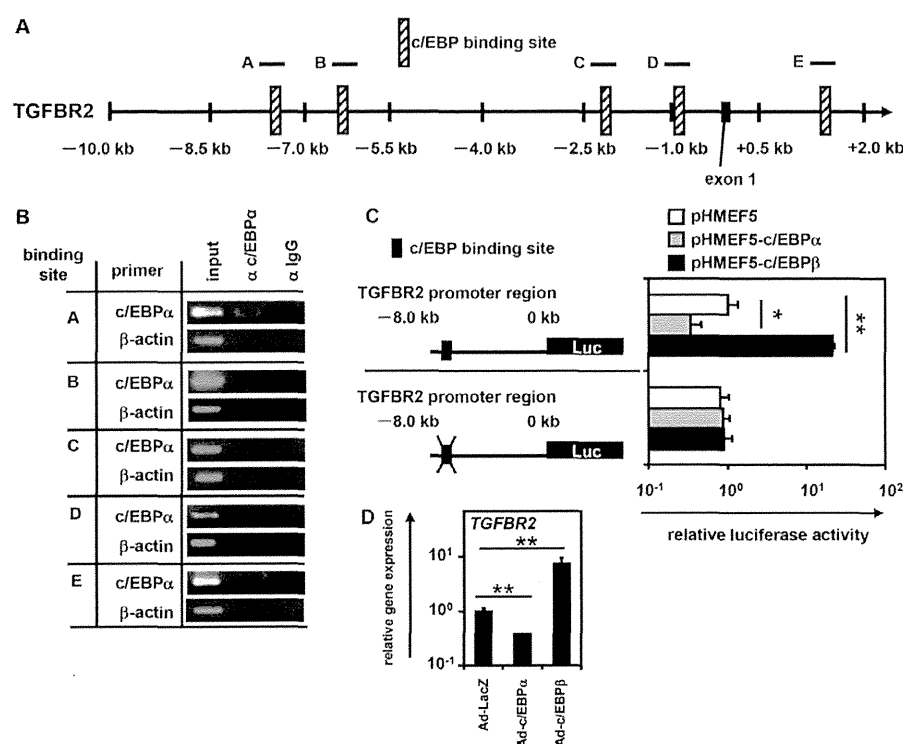 A
c/EBP binding site
A B C D E
TGFBR2
−10.0 kb −8.5 kb −7.0 kb −5.5 kb −4.0 kb −2.5 kb −1.0 kb +0.5 kb +2.0 kb
exon 1
B
binding site
primer
input
α c/EBPα
α IgG
A
c/EBPα
β-actin
B
c/EBPα
β-actin
C
c/EBPα
β-actin
D
c/EBPα
β-actin
E
c/EBPα
β-actin
C
c/EBP binding site
pHMEF5
pHMEF5-c/EBPα
pHMEF5-c/EBPβ
TGFBR2 promoter region
−8.0 kb 0 kb
Luc
*
**
TGFBR2 promoter region
−8.0 kb 0 kb
Luc
10-1 100 101 102
relative luciferase activity
D
relative gene expression
TGFBR2
**
**
101
100
10-1
Ad-LacZ
Ad-c/EBPα
Ad-c/EBPβ